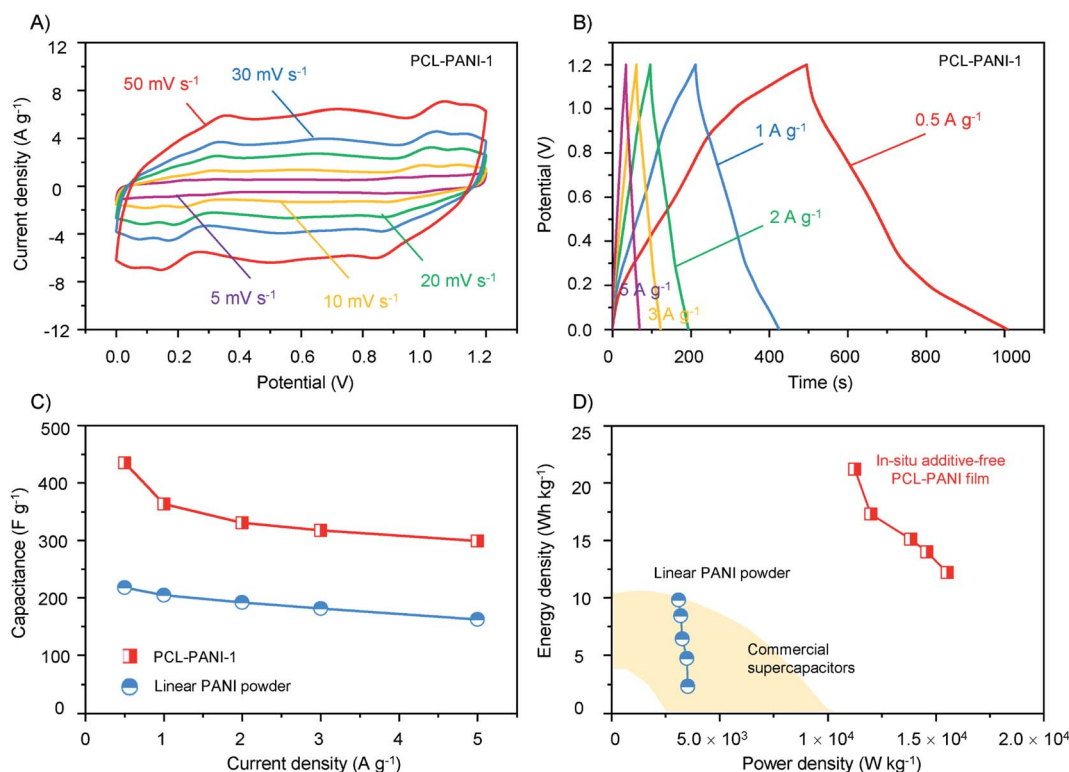 A)
PCL-PANI-1
50 mV s⁻¹
30 mV s⁻¹
5 mV s⁻¹
10 mV s⁻¹
20 mV s⁻¹
12
8
4
0
-4
-8
-12
Current density (A g⁻¹)
0.0 0.2 0.4 0.6 0.8 1.0 1.2
Potential (V)
B)
PCL-PANI-1
0.5 A g⁻¹
1 A g⁻¹
2 A g⁻¹
5 A g⁻¹
3 A g⁻¹
1.2
1.0
0.8
0.6
0.4
0.2
0.0
Potential (V)
0 200 400 600 800 1000
Time (s)
C)
500
400
300
200
100
0
Capacitance (F g⁻¹)
PCL-PANI-1
Linear PANI powder
0 1 2 3 4 5
Current density (A g⁻¹)
D)
25
20
15
10
5
0
Energy density (Wh kg⁻¹)
In-situ additive-free
PCL-PANI film
Linear PANI powder
Commercial
supercapacitors
0 5.0 × 10³ 1.0 × 10⁴ 1.5 × 10⁴ 2.0 × 10⁴
Power density (W kg⁻¹)